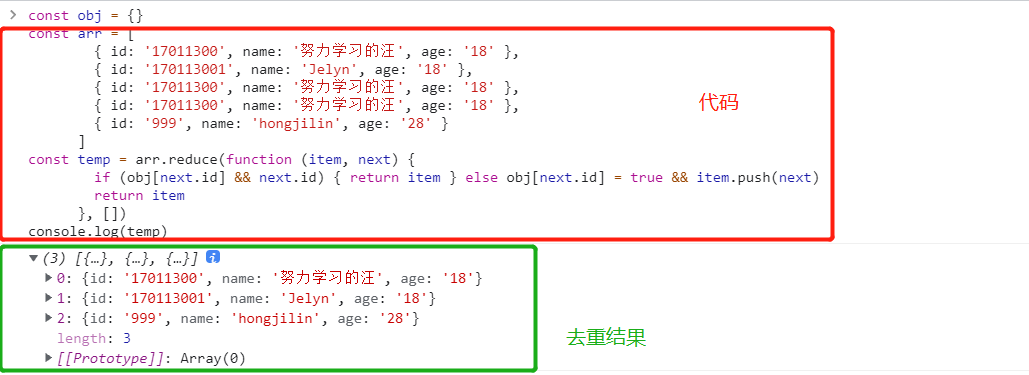 > const obj = {}
const arr = [
{ id: '17011300', name: '努力学习的汪', age: '18' },
{ id: '170113001', name: 'Jelyn', age: '18' },
{ id: '17011300', name: '努力学习的汪', age: '18' },
{ id: '17011300', name: '努力学习的汪', age: '18' },
{ id: '999', name: 'hongjilin', age: '28' }
]
代码
const temp = arr.reduce(function (item, next) {
if (obj[next.id] && next.id) { return item } else obj[next.id] = true && item.push(next)
return item
}, [])
console.log(temp)
▼ (3) [{…}, {…}, {…}] i
▶ 0: {id: '17011300', name: '努力学习的汪', age: '18'}
▶ 1: {id: '170113001', name: 'Jelyn', age: '18'}
▶ 2: {id: '999', name: 'hongjilin', age: '28'}
length: 3
去重结果
▶ [[Prototype]]: Array(0)